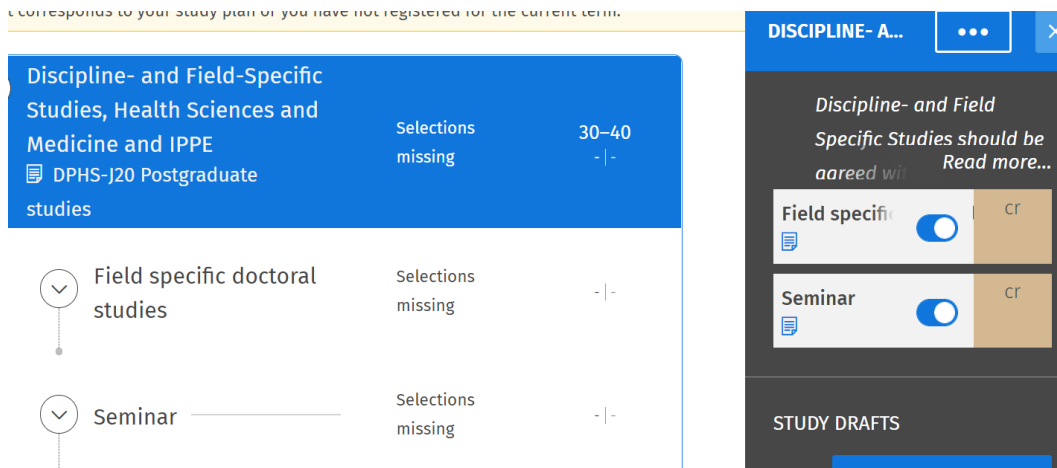 t corresponds to your study plan or you have not registered for the current term.
Discipline- and Field-Specific
Studies, Health Sciences and
Medicine and IPPE
DPHS-J20 Postgraduate
studies
Selections
missing
30–40
- | -
Field specific doctoral
studies
Selections
missing
- | -
Seminar
Selections
missing
- | -
DISCIPLINE- A...
Discipline- and Field
Specific Studies should be
agreed wit
Read more...
Field specific
cr
Seminar
cr
STUDY DRAFTS